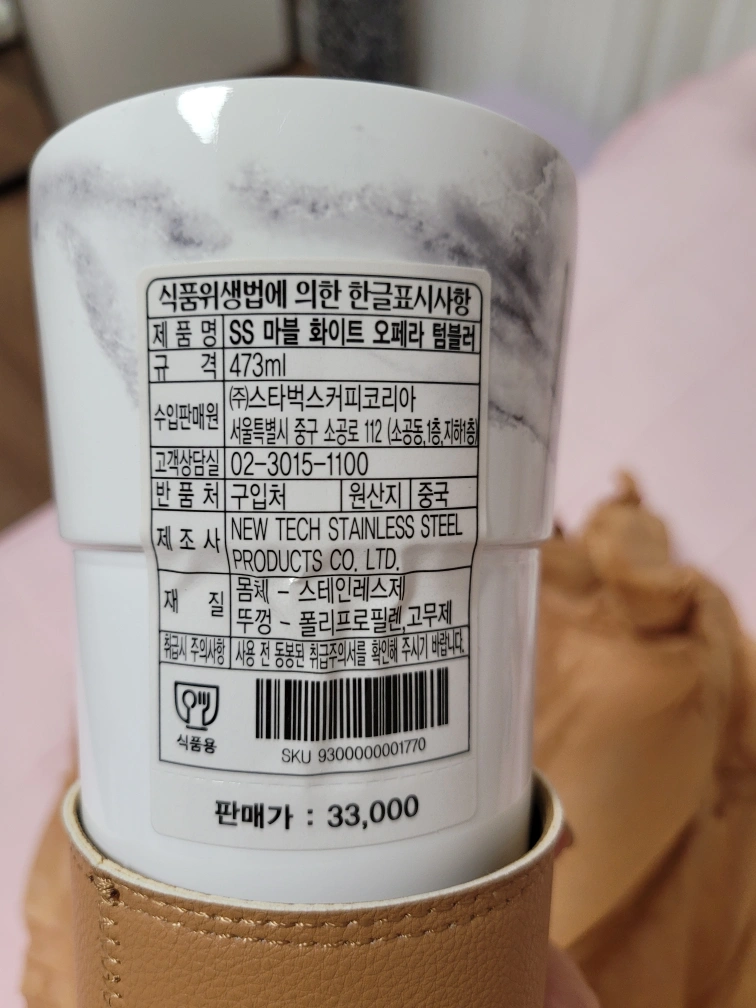 식품위생법에 의한 한글표시사항
제 품 명 SS 마블 화이트 오페라 텀블러
규 격 473ml
수입판매원 ㈜스타벅스커피코리아
서울특별시 중구 소공로 112 (소공동,1층,지하1층)
고객상담실 02-3015-1100
반 품 처 구입처 원산지 중국
제 조 사 NEW TECH STAINLESS STEEL
PRODUCTS CO. LTD.
재 질 몸체 - 스테인레스제
뚜껑 - 폴리프로필렌,고무제
취급시 주의사항 사용 전 동봉된 취급주의서를 확인해 주시기 바랍니다.
식품용
SKU 9300000001770
판매가 : 33,000